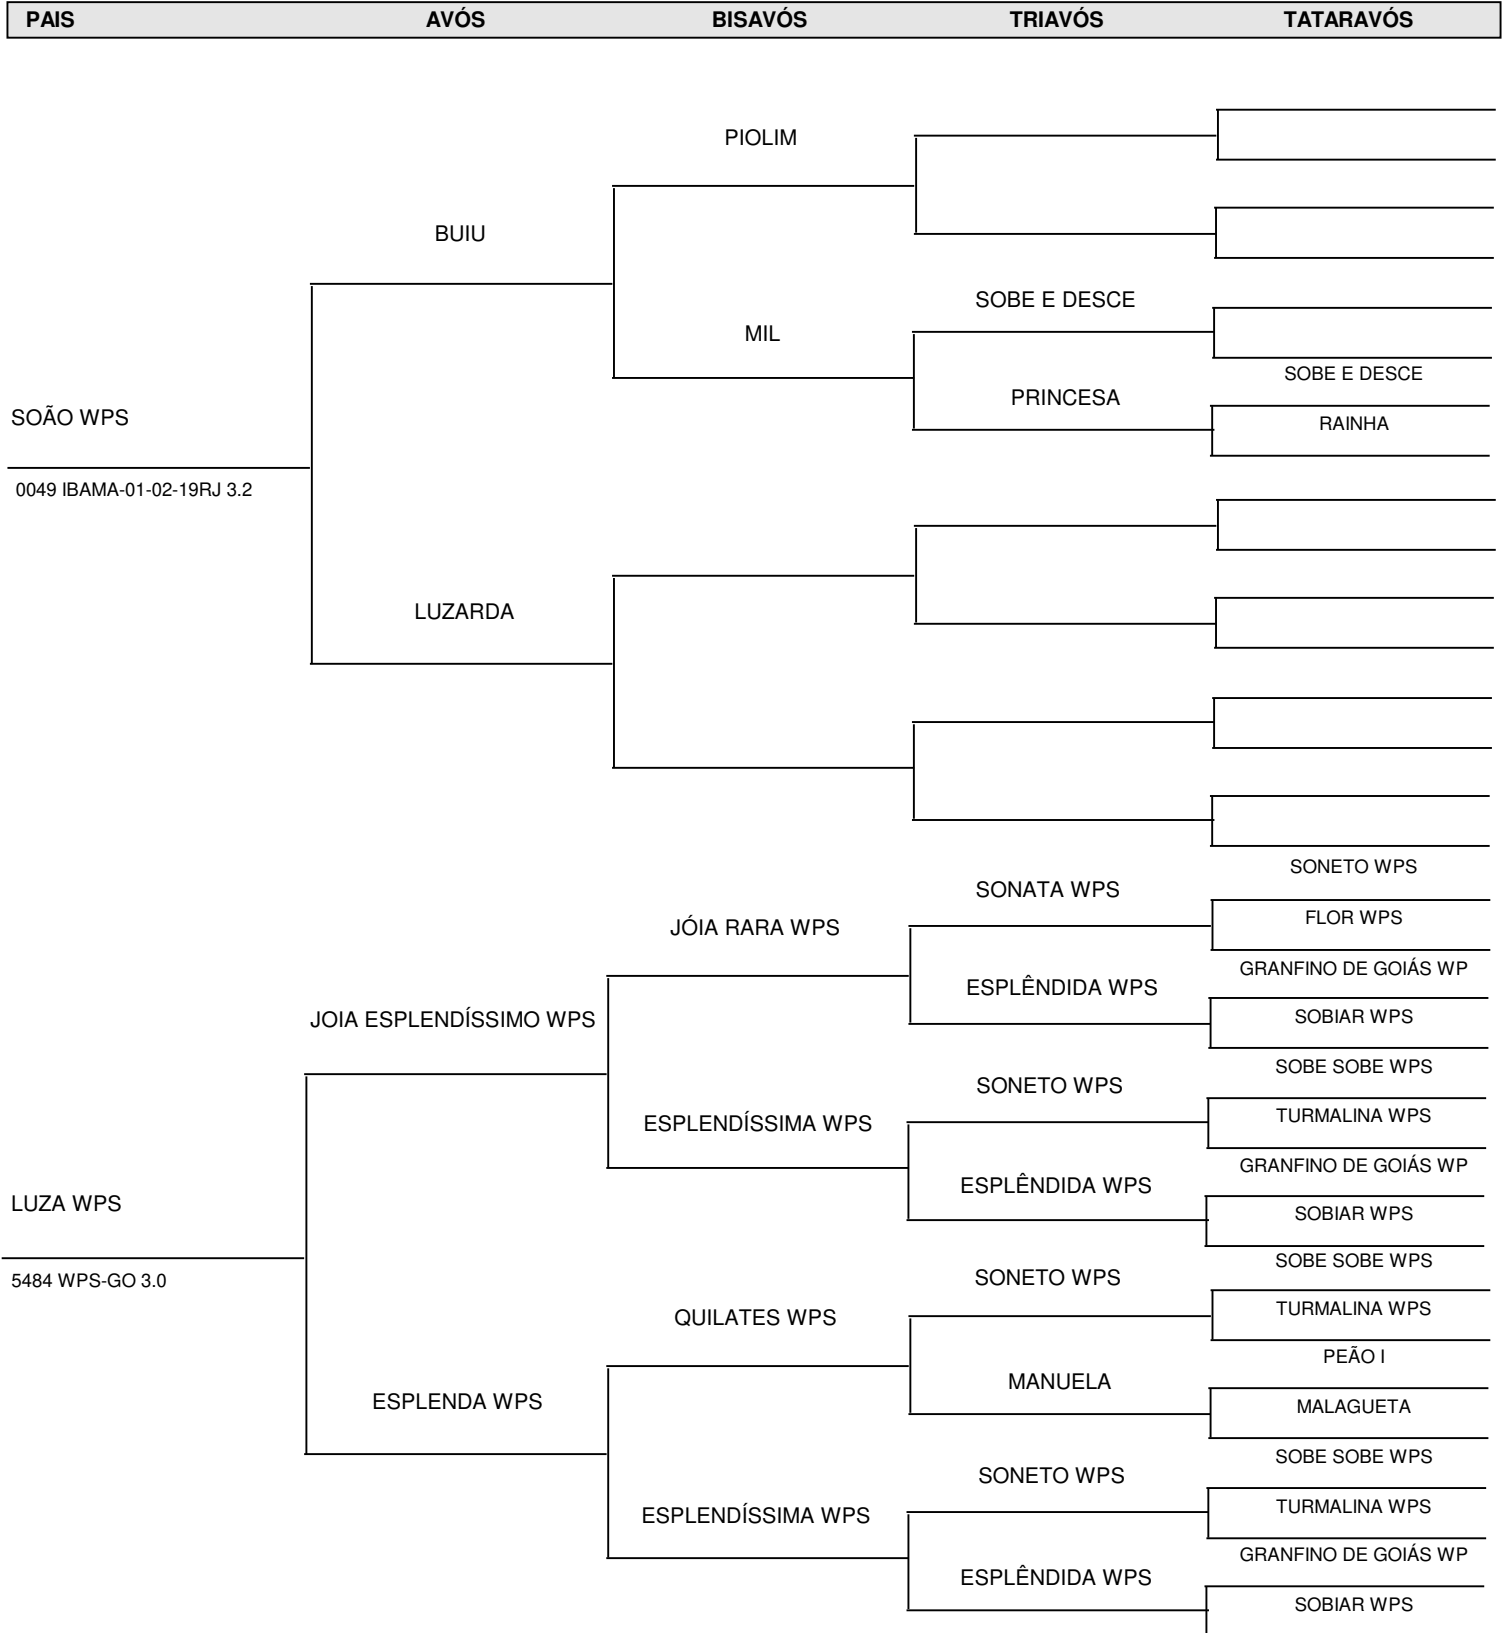 PAIS AVÓS BISAVÓS TRIAVÓS TATARAVÓS
PIOLIM
BUIU
SOBE E DESCE
MIL
SOBE E DESCE
PRINCESA
SOÃO WPS
RAINHA
0049 IBAMA-01-02-19RJ 3.2
LUZARDA
SONETO WPS
SONATA WPS
FLOR WPS
JÓIA RARA WPS
GRANFINO DE GOIÁS WP
ESPLÊNDIDA WPS
JOIA ESPLENDÍSSIMO WPS
SOBIAR WPS
SOBE SOBE WPS
SONETO WPS
TURMALINA WPS
ESPLENDÍSSIMA WPS
GRANFINO DE GOIÁS WP
ESPLÊNDIDA WPS
LUZA WPS
SOBIAR WPS
SOBE SOBE WPS
5484 WPS-GO 3.0
SONETO WPS
TURMALINA WPS
QUILATES WPS
PEÃO I
MANUELA
ESPLENDA WPS
MALAGUETA
SOBE SOBE WPS
SONETO WPS
TURMALINA WPS
ESPLENDÍSSIMA WPS
GRANFINO DE GOIÁS WP
ESPLÊNDIDA WPS
SOBIAR WPS